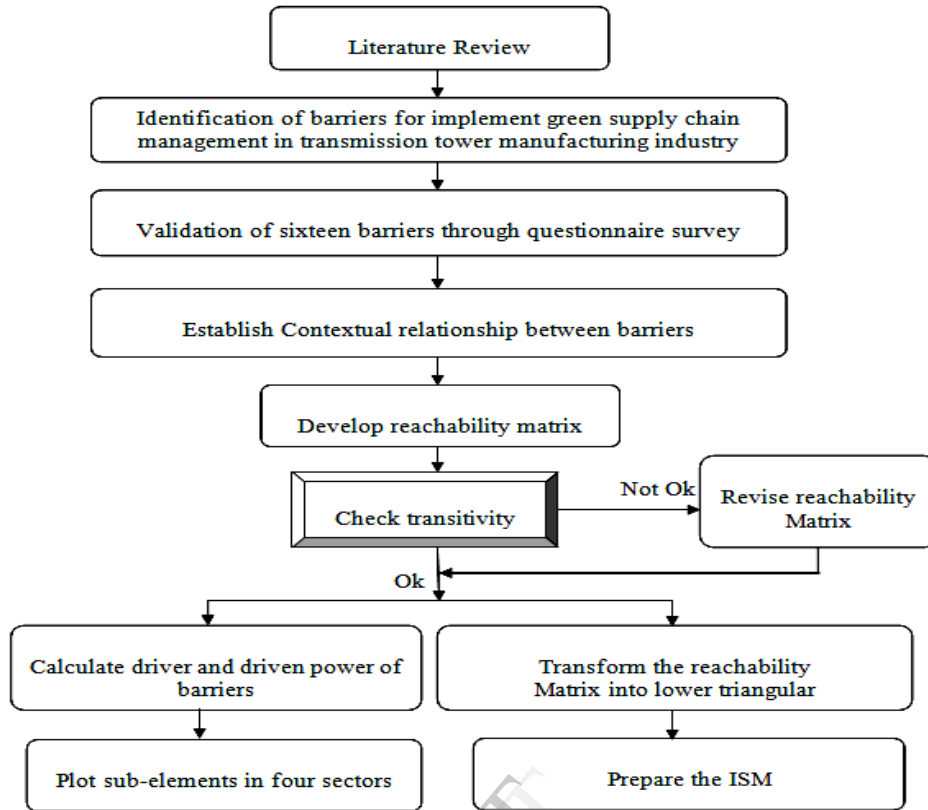 Literature Review
Identification of barriers for implement green supply chain
management in transmission tower manufacturing industry
Validation of sixteen barriers through questionnaire survey
Establish Contextual relationship between barriers
Develop reachability matrix
Check transitivity
Not Ok
Revise reachability
Matrix
Ok
Calculate driver and driven power of
barriers
Transform the reachability
Matrix into lower triangular
Plot sub-elements in four sectors
Prepare the ISM